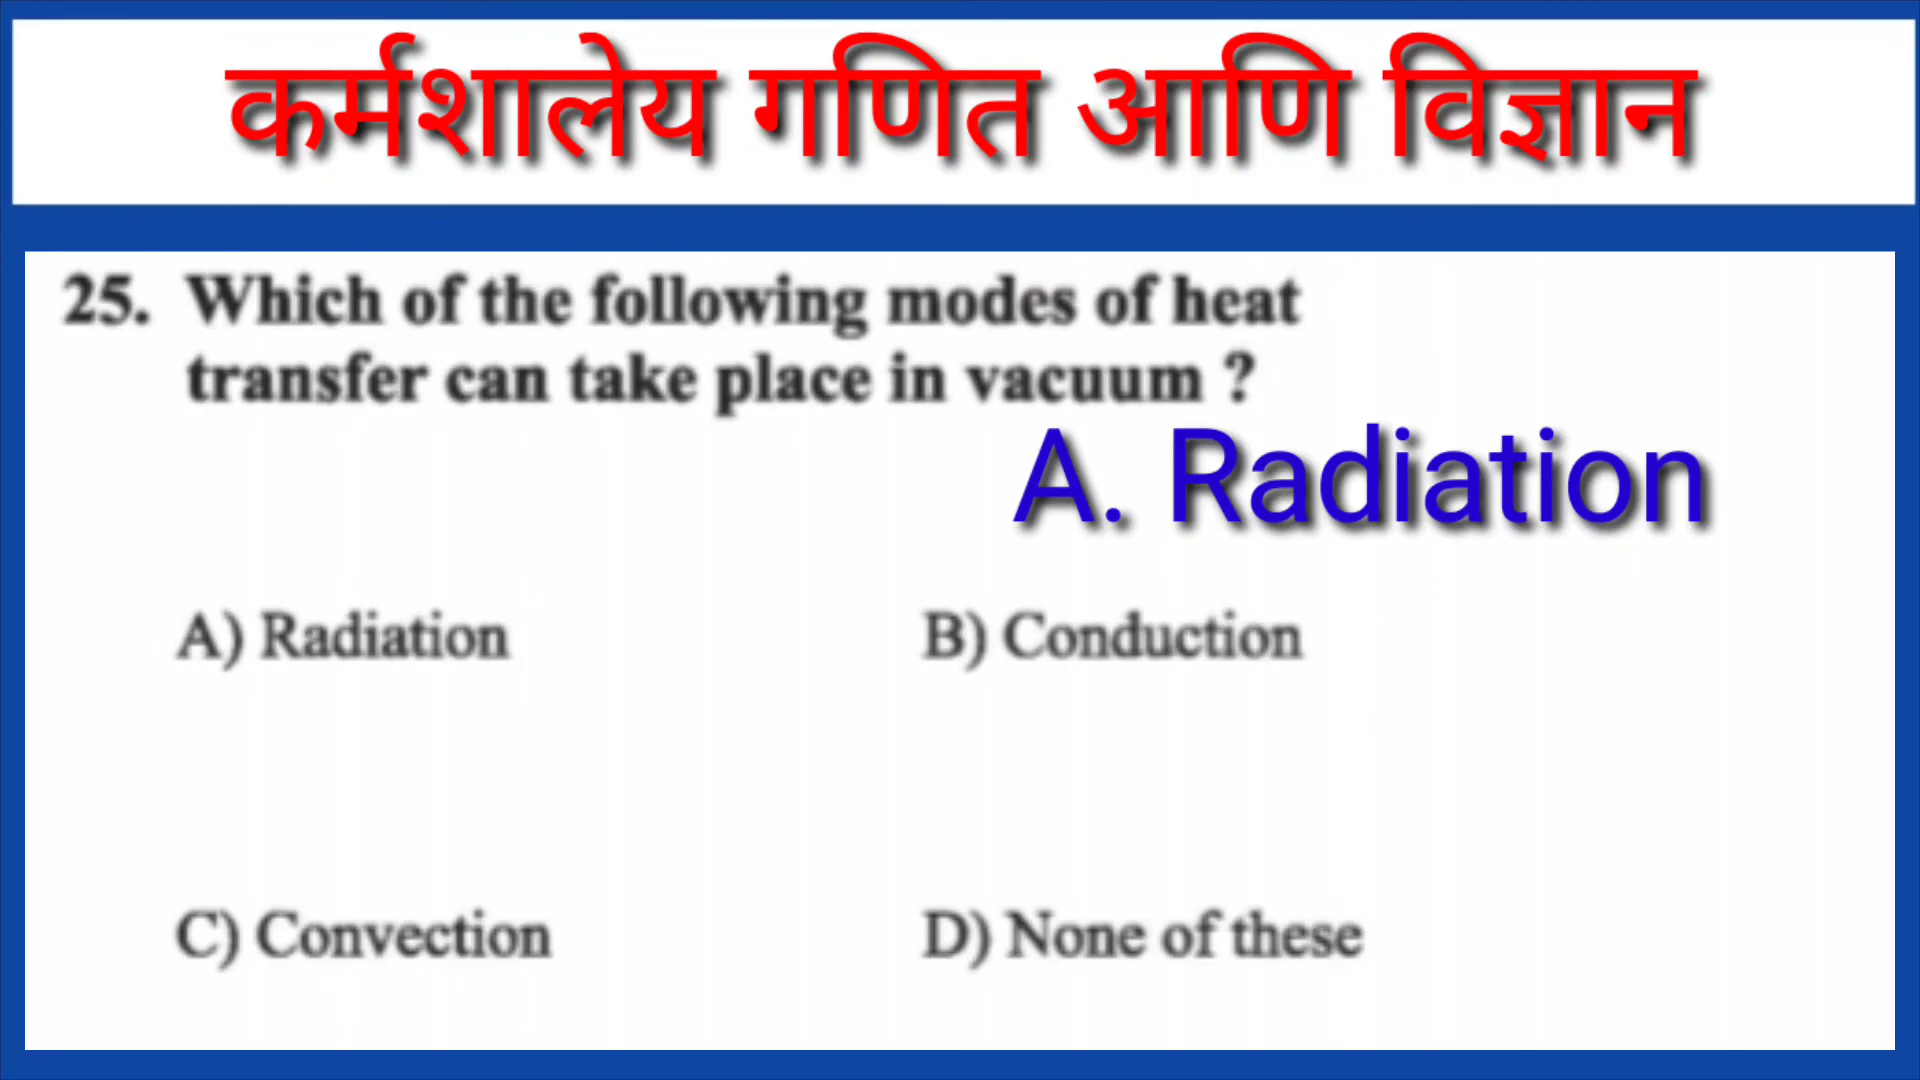 कर्मशालेय गणित आणि विज्ञान
25. Which of the following modes of heat
transfer can take place in vacuum ?
A. Radiation
A) Radiation B) Conduction
C) Convection D) None of these